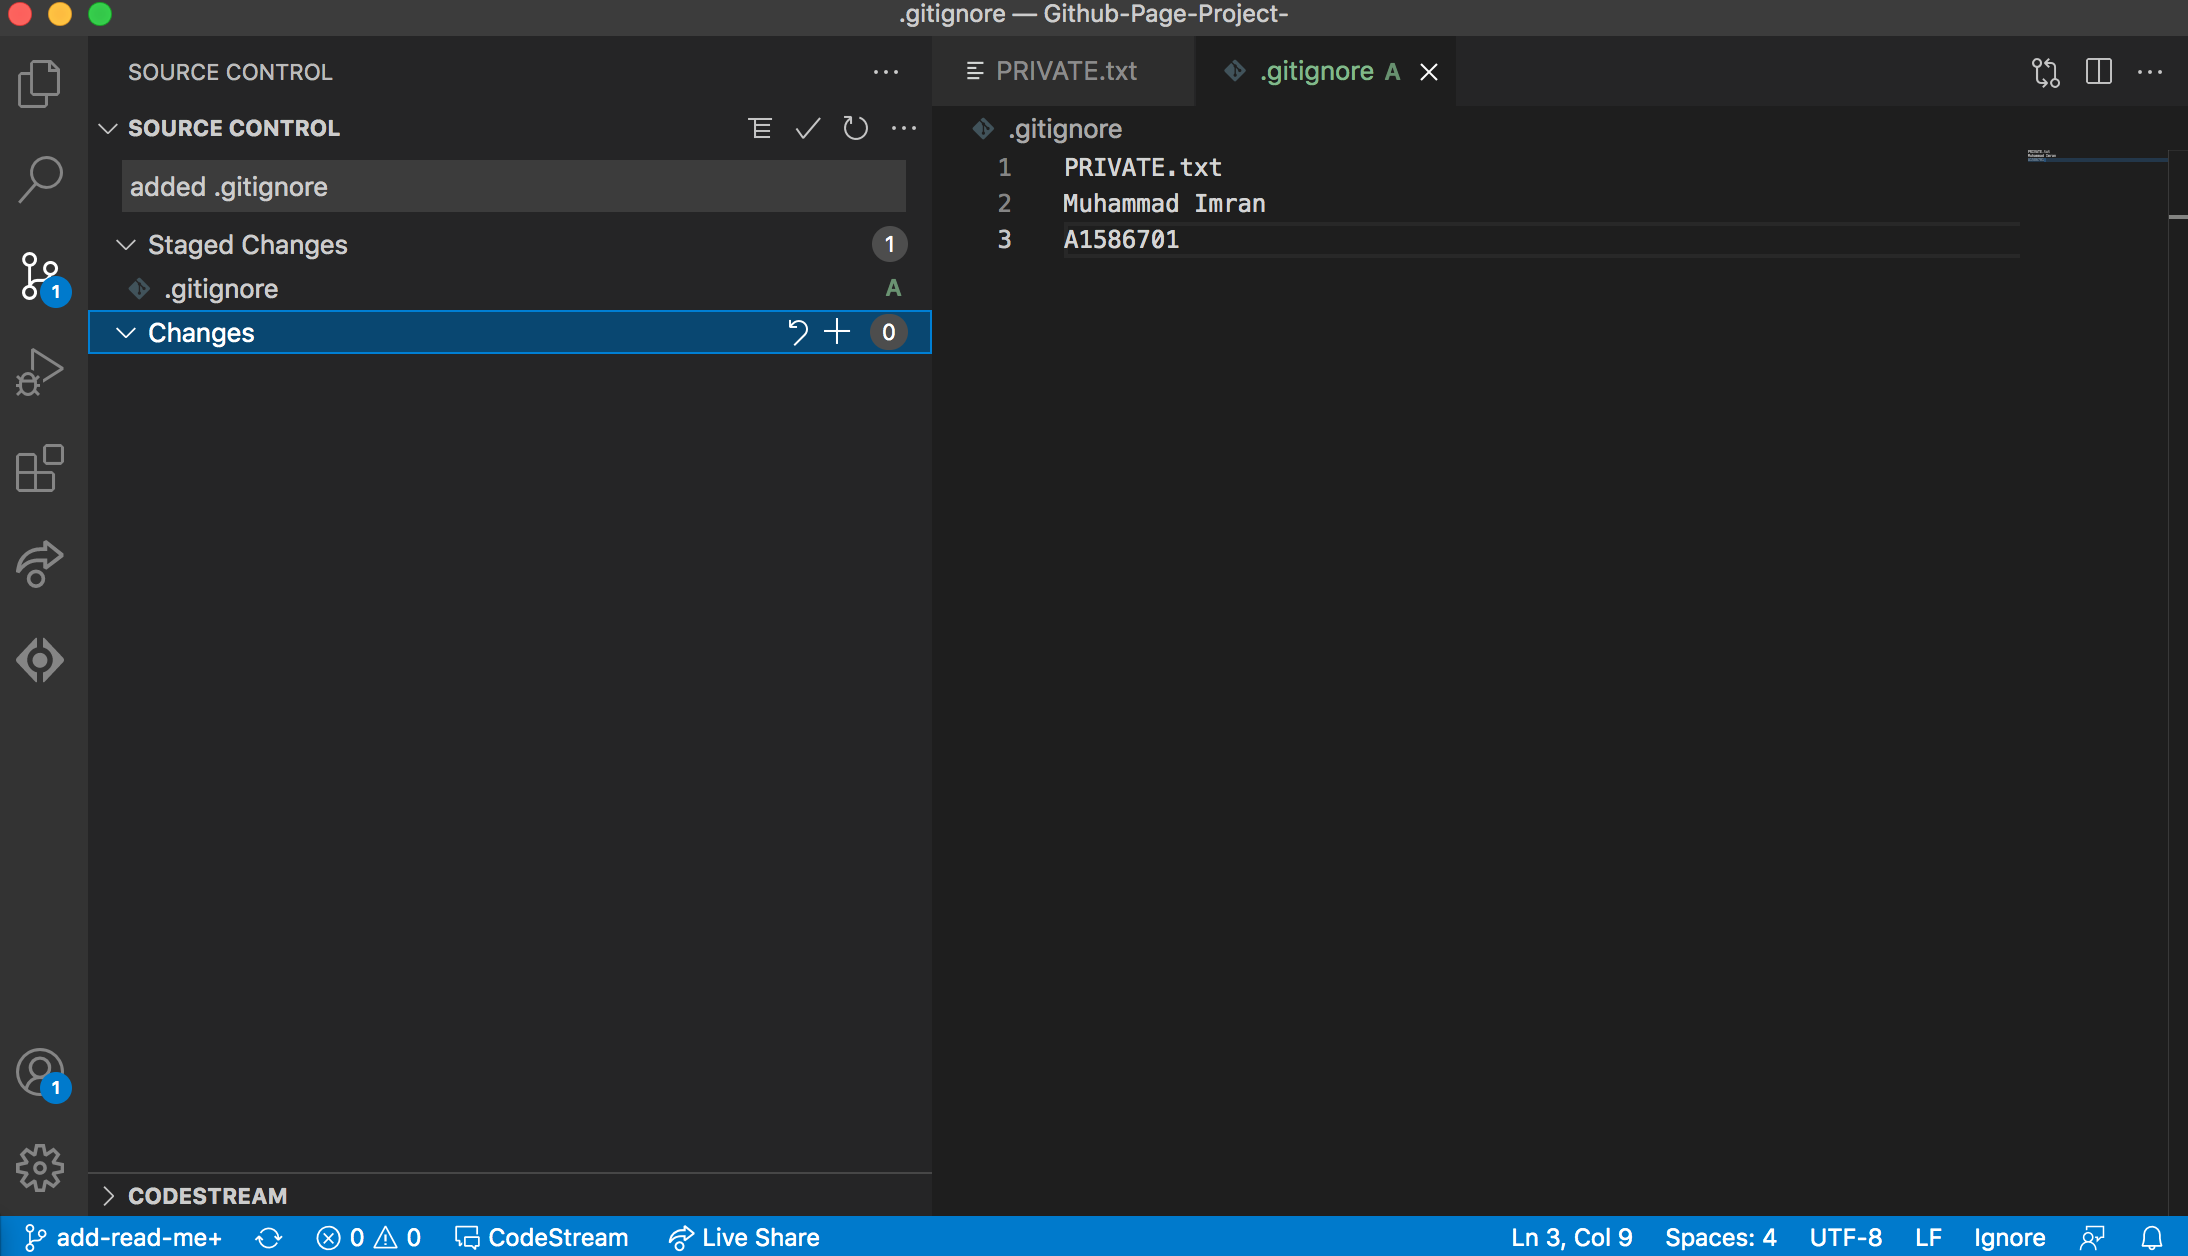 .gitignore — Github-Page-Project-
SOURCE CONTROL
SOURCE CONTROL
added .gitignore
Staged Changes 1
.gitignore A
Changes 0
CODESTREAM
PRIVATE.txt
.gitignore A
.gitignore
1 PRIVATE.txt
2 Muhammad Imran
3 A1586701
1
1
add-read-me+ 0 0 CodeStream Live Share Ln 3, Col 9 Spaces: 4 UTF-8 LF Ignore